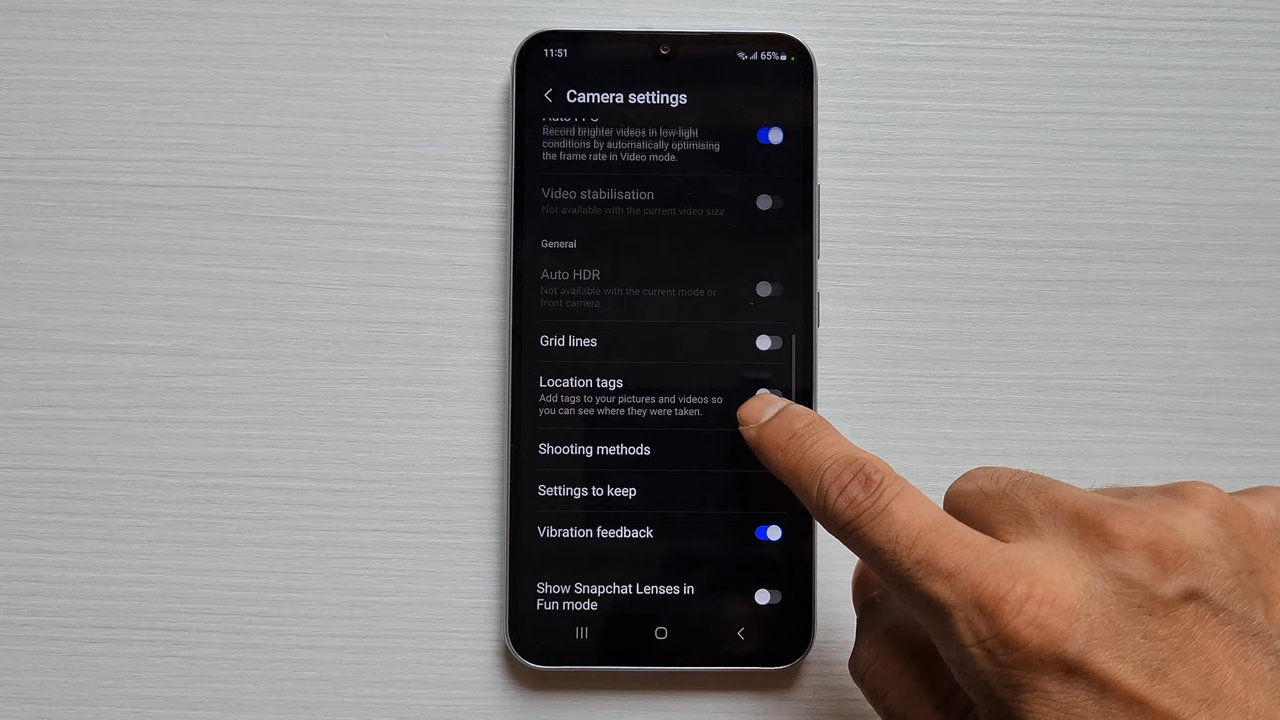 11:51
65%
Camera settings
Record brighter videos in low-light
conditions by automatically optimising
the frame rate in Video mode.
Video stabilisation
Not available with the current video size.
General
Auto HDR
Not available with the current mode or
front camera.
Grid lines
Location tags
Add tags to your pictures and videos so
you can see where they were taken.
Shooting methods
Settings to keep
Vibration feedback
Show Snapchat Lenses in
Fun mode